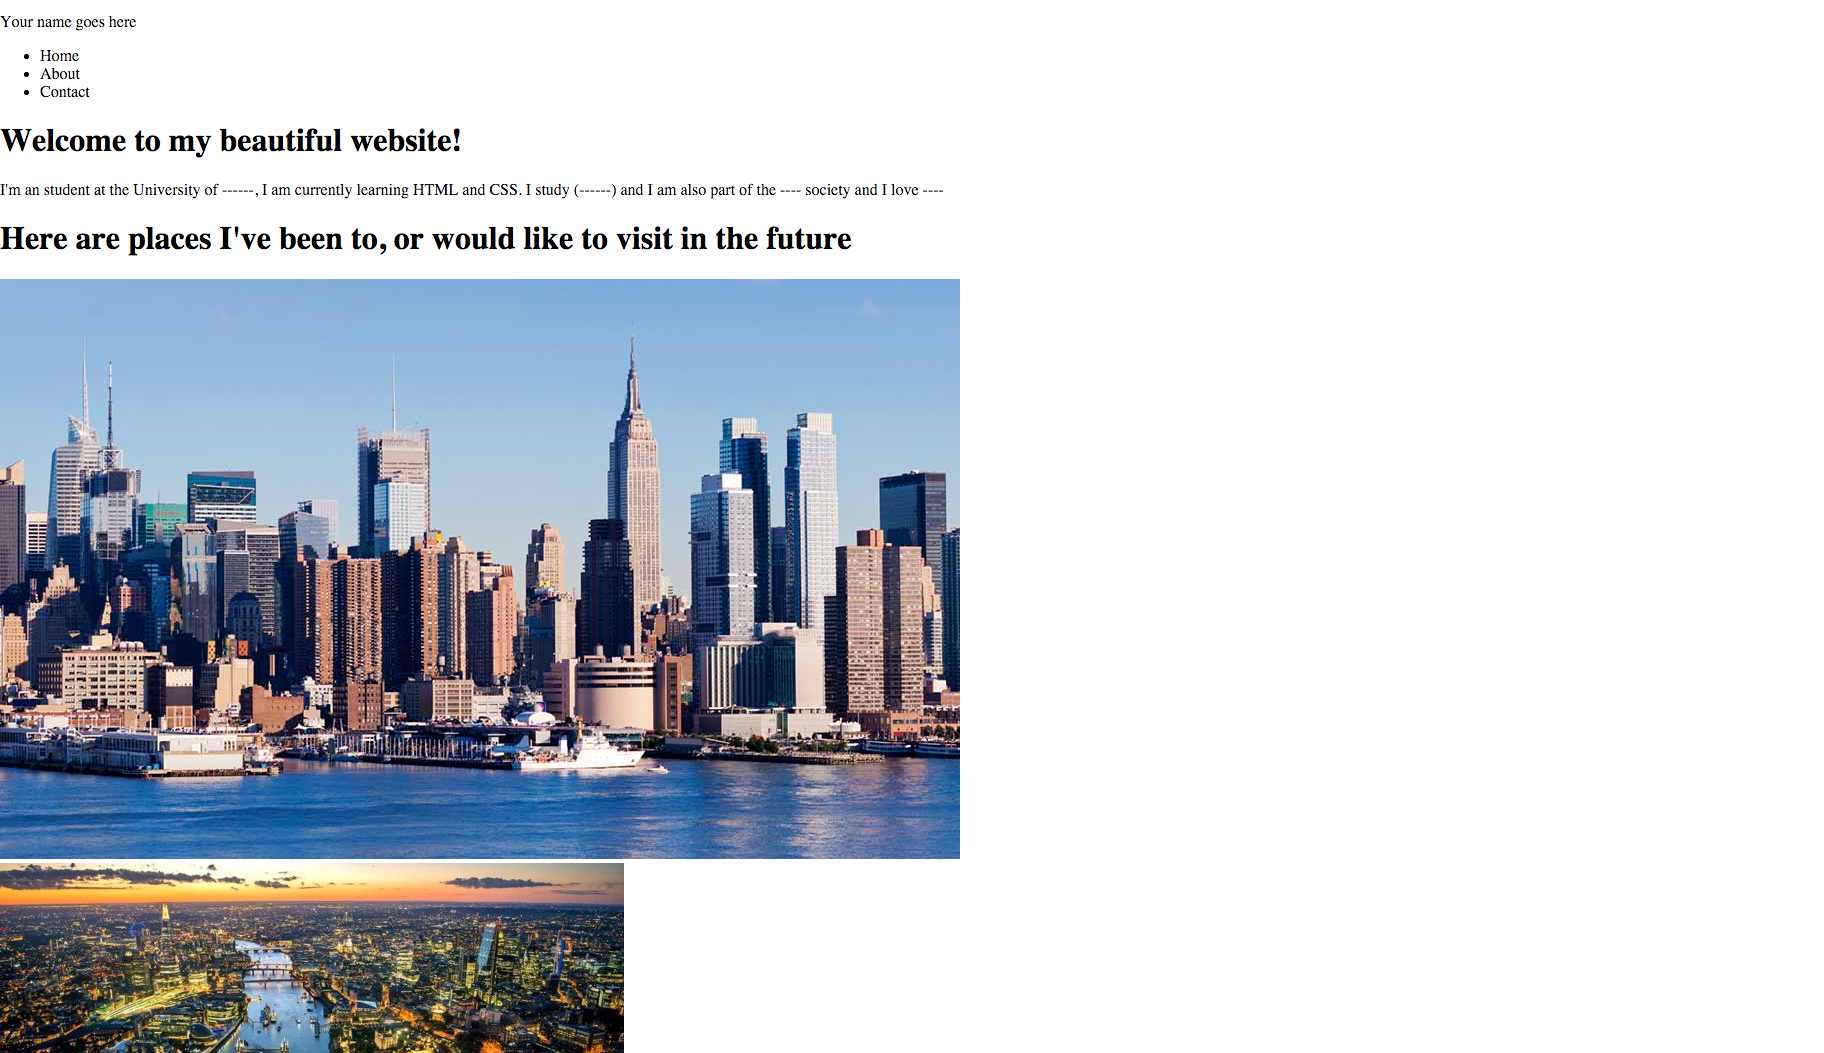 Your name goes here
Home
About
Contact
Welcome to my beautiful website!
I'm an student at the University of ------, I am currently learning HTML and CSS. I study (------) and I am also part of the ---- society and I love ----
Here are places I've been to, or would like to visit in the future